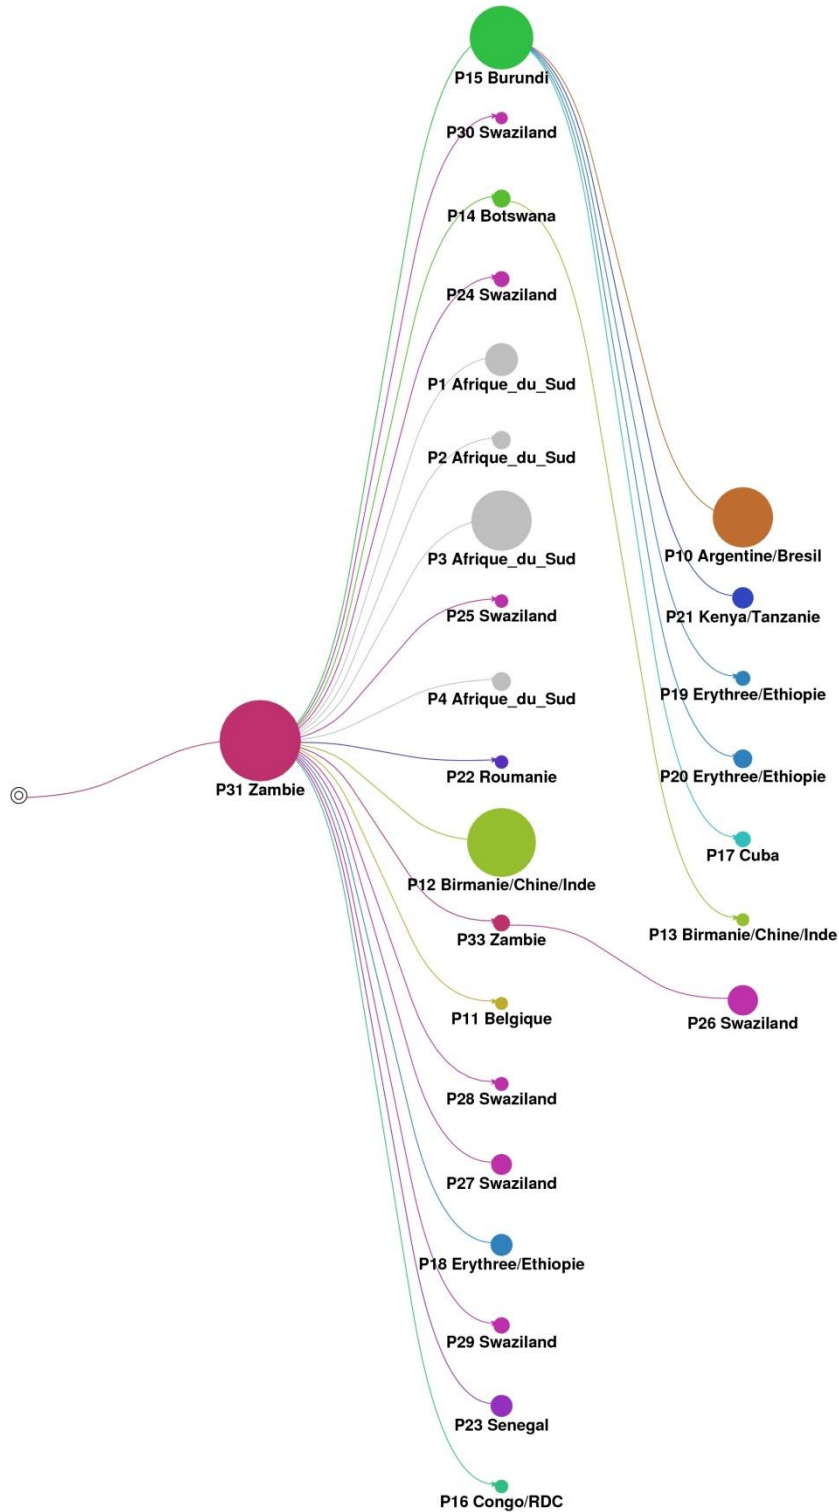 P15 Burundi
P30 Swaziland
P14 Botswana
P24 Swaziland
P1 Afrique_du_Sud
P2 Afrique_du_Sud
P3 Afrique_du_Sud
P10 Argentine/Bresil
P25 Swaziland
P21 Kenya/Tanzanie
P4 Afrique_du_Sud
P19 Erythree/Ethiopie
P31 Zambie
P22 Roumanie
P20 Erythree/Ethiopie
P17 Cuba
P12 Birmanie/Chine/Inde
P33 Zambie
P13 Birmanie/Chine/Inde
P11 Belgique
P26 Swaziland
P28 Swaziland
P27 Swaziland
P18 Erythree/Ethiopie
P29 Swaziland
P23 Senegal
P16 Congo/RDC